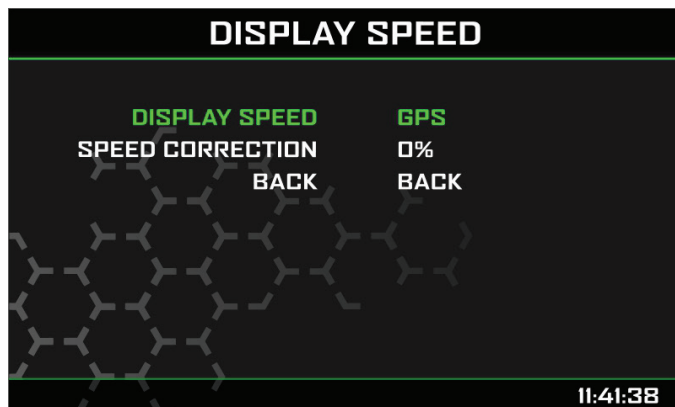 DISPLAY SPEED
DISPLAY SPEED GPS
SPEED CORRECTION 0%
BACK BACK
11:41:38